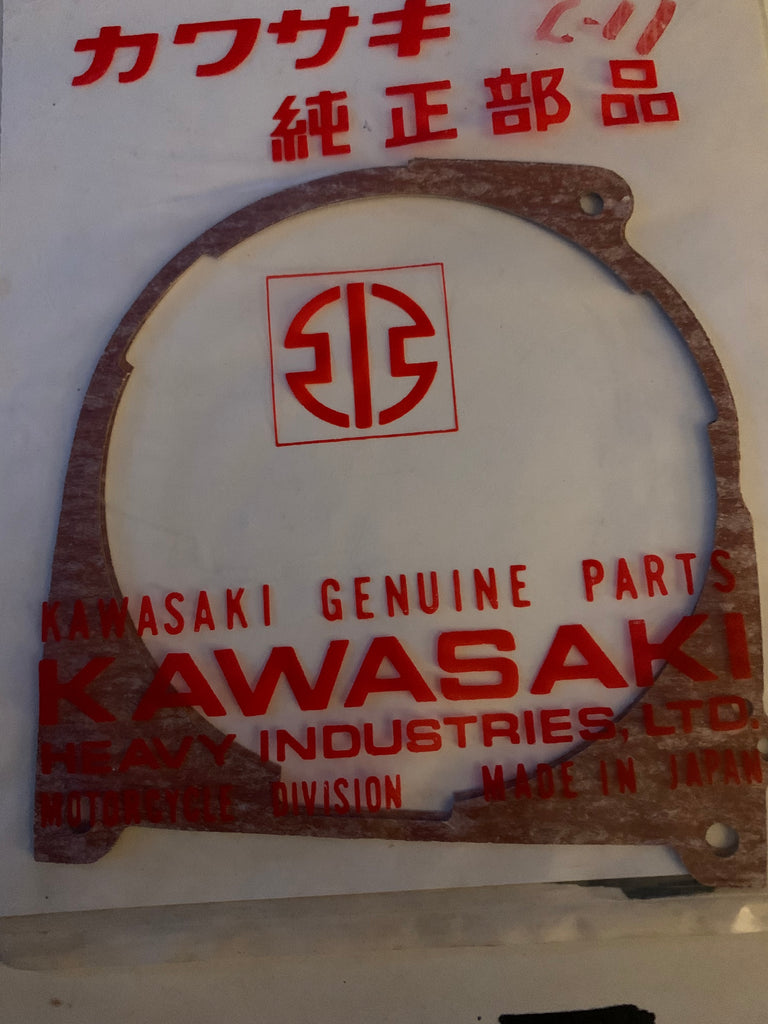 カワサキ C-11
純正部品
KAWASAKI GENUINE PARTS
KAWASAKI
HEAVY INDUSTRIES, LTD.
MOTORCYCLE DIVISION MADE IN JAPAN